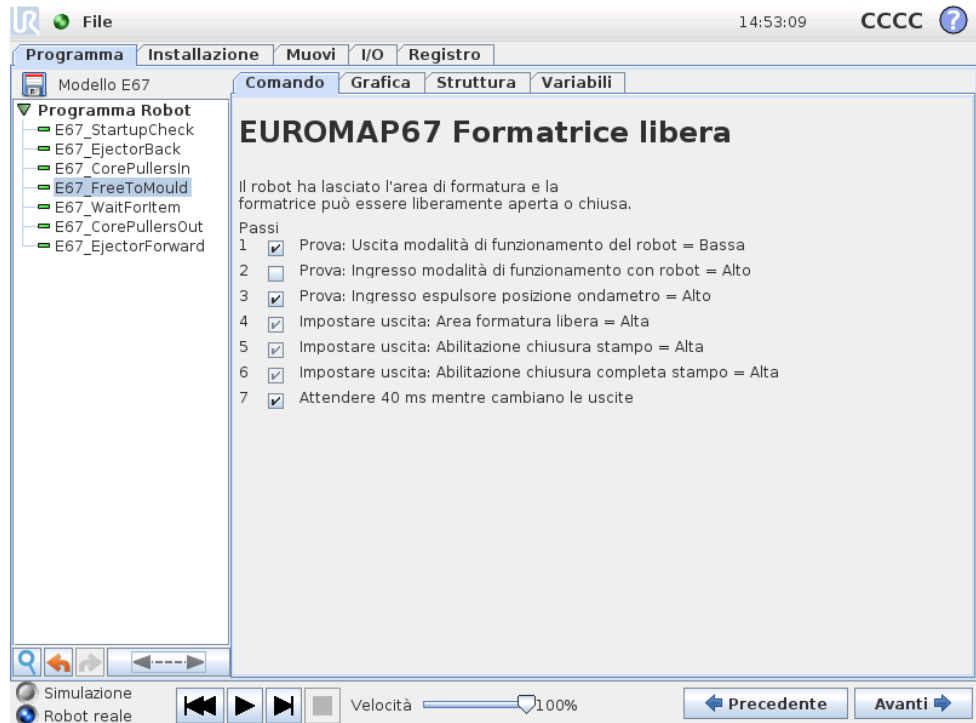 UR File 14:53:09 CCCC ?
Programma Installazione Muovi I/O Registro
Modello E67
Comando Grafica Struttura Variabili
Programma Robot
E67_StartupCheck
E67_EjectorBack
E67_CorePullersIn
E67_FreeToMould
E67_WaitForItem
E67_CorePullersOut
E67_EjectorForward
EUROMAP67 Formatrice libera
Il robot ha lasciato l'area di formatura e la
formatrice può essere liberamente aperta o chiusa.
Passi
1 Prova: Uscita modalità di funzionamento del robot = Bassa
2 Prova: Ingresso modalità di funzionamento con robot = Alto
3 Prova: Ingresso espulsore posizione ondametro = Alto
4 Impostare uscita: Area formatura libera = Alta
5 Impostare uscita: Abilitazione chiusura stampo = Alta
6 Impostare uscita: Abilitazione chiusura completa stampo = Alta
7 Attendere 40 ms mentre cambiano le uscite
Simulazione
Robot reale
Velocità 100%
Precedente Avanti